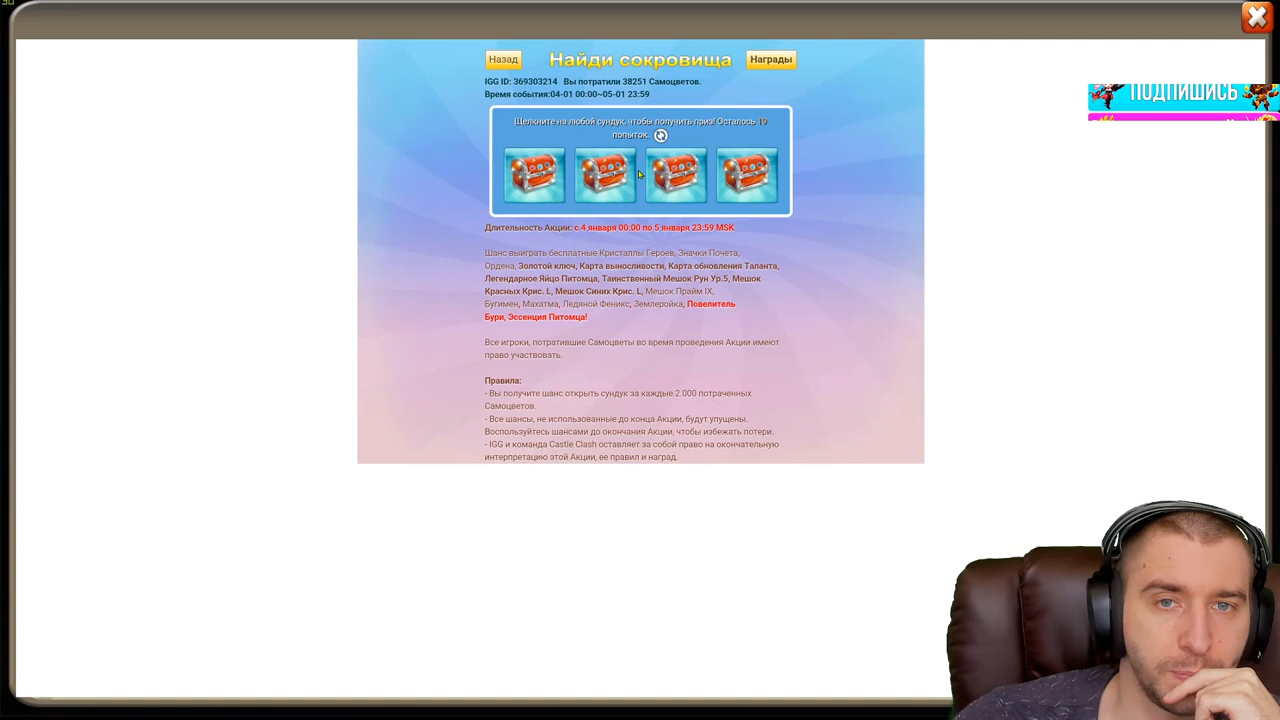 Назад
Найди сокровища
Награды
IGG ID: 369303214 Вы потратили 38251 Самоцветов.
Время события:04-01 00:00~05-01 23:59
ПОДПИШИСЬ
Щелкните на любой сундук, чтобы получить приз! Осталось 19
попыток.
Длительность Акции: с 4 января 00:00 по 5 января 23:59 MSK
Шанс выиграть бесплатные Кристаллы Героев, Значки Почета,
Ордена, Золотой ключ, Карта выносливости, Карта обновления Таланта,
Легендарное Яйцо Питомца, Таинственный Мешок Рун Ур.5, Мешок
Красных Крис. L, Мешок Синих Крис. L, Мешок Прайм IX,
Бугимен, Махатма, Ледяной Феникс, Землеройка, Повелитель
Бури, Эссенция Питомца!
Все игроки, потратившие Самоцветы во время проведения Акции имеют
право участвовать.
Правила:
- Вы получите шанс открыть сундук за каждые 2.000 потраченных
Самоцветов.
- Все шансы, не использованные до конца Акции, будут упущены.
Воспользуйтесь шансами до окончания Акции, чтобы избежать потери.
- IGG и команда Castle Clash оставляет за собой право на окончательную
интерпретацию этой Акции, ее правил и наград.